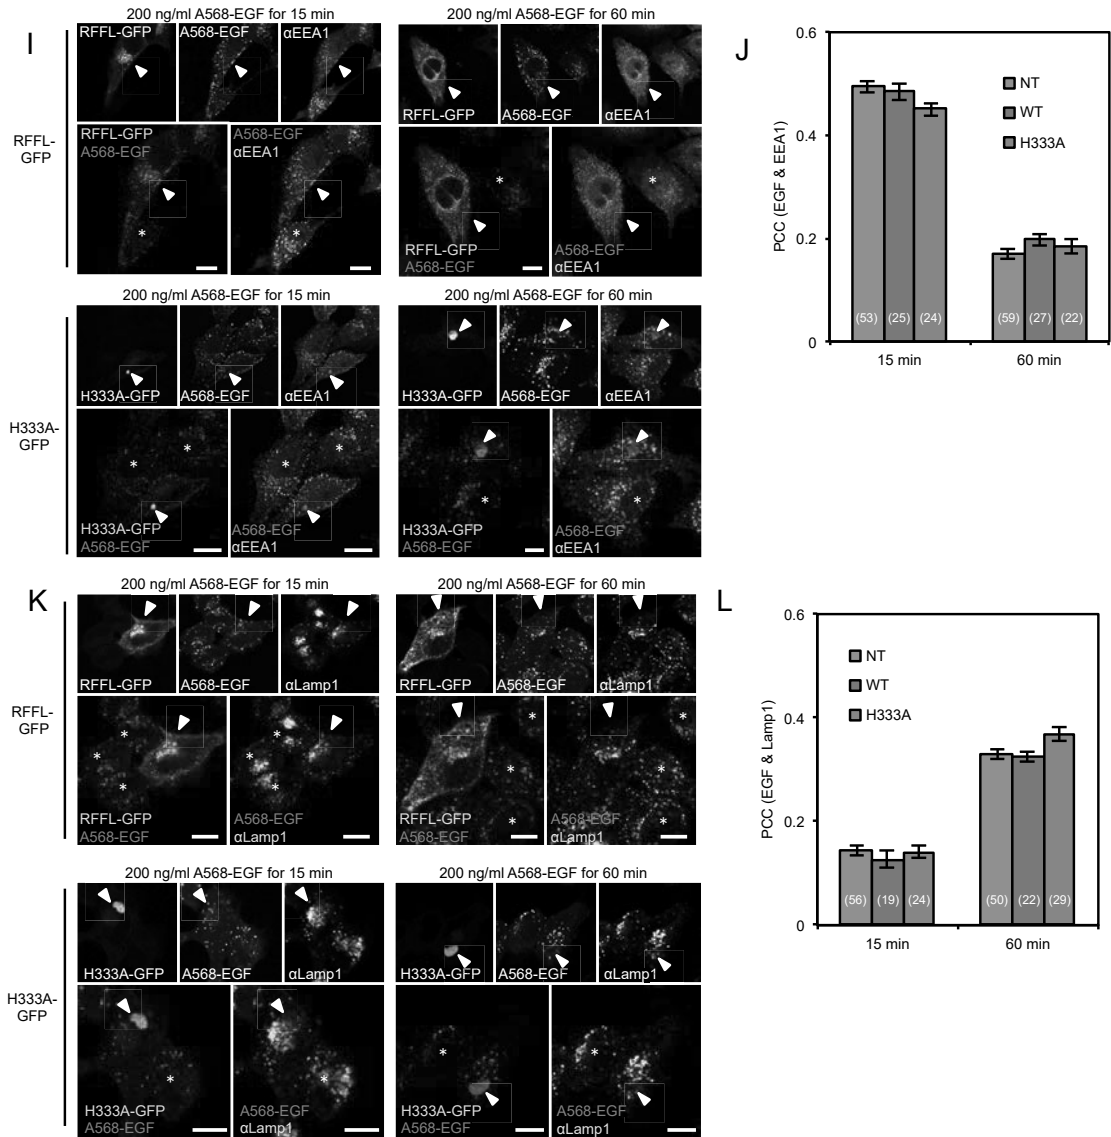 I
200 ng/ml A568-EGF for 15 min
200 ng/ml A568-EGF for 60 min
RFFL-GFP
A568-EGF
αEEA1
RFFL-GFP
A568-EGF
αEEA1
RFFL-
GFP
RFFL-GFP
A568-EGF
A568-EGF
αEEA1
*
*
RFFL-GFP
A568-EGF
A568-EGF
αEEA1
*
*
200 ng/ml A568-EGF for 15 min
200 ng/ml A568-EGF for 60 min
H333A-GFP
A568-EGF
αEEA1
H333A-GFP
A568-EGF
αEEA1
H333A-
GFP
*
*
*
*
H333A-GFP
A568-EGF
A568-EGF
αEEA1
*
*
H333A-GFP
A568-EGF
A568-EGF
αEEA1
J
PCC (EGF & EEA1)
0.6
0.4
0.2
0
NT
WT
H333A
(53)
(25)
(24)
(59)
(27)
(22)
15 min
60 min
K
200 ng/ml A568-EGF for 15 min
200 ng/ml A568-EGF for 60 min
RFFL-GFP
A568-EGF
αLamp1
RFFL-GFP
A568-EGF
αLamp1
RFFL-
GFP
*
*
*
*
*
*
RFFL-GFP
A568-EGF
A568-EGF
αLamp1
*
*
*
*
*
*
RFFL-GFP
A568-EGF
A568-EGF
αLamp1
200 ng/ml A568-EGF for 15 min
200 ng/ml A568-EGF for 60 min
H333A-GFP
A568-EGF
αLamp1
H333A-GFP
A568-EGF
αLamp1
H333A-
GFP
*
*
H333A-GFP
A568-EGF
A568-EGF
αLamp1
*
*
H333A-GFP
A568-EGF
A568-EGF
αLamp1
L
PCC (EGF & Lamp1)
0.6
0.4
0.2
0
NT
WT
H333A
(56)
(19)
(24)
(50)
(22)
(29)
15 min
60 min